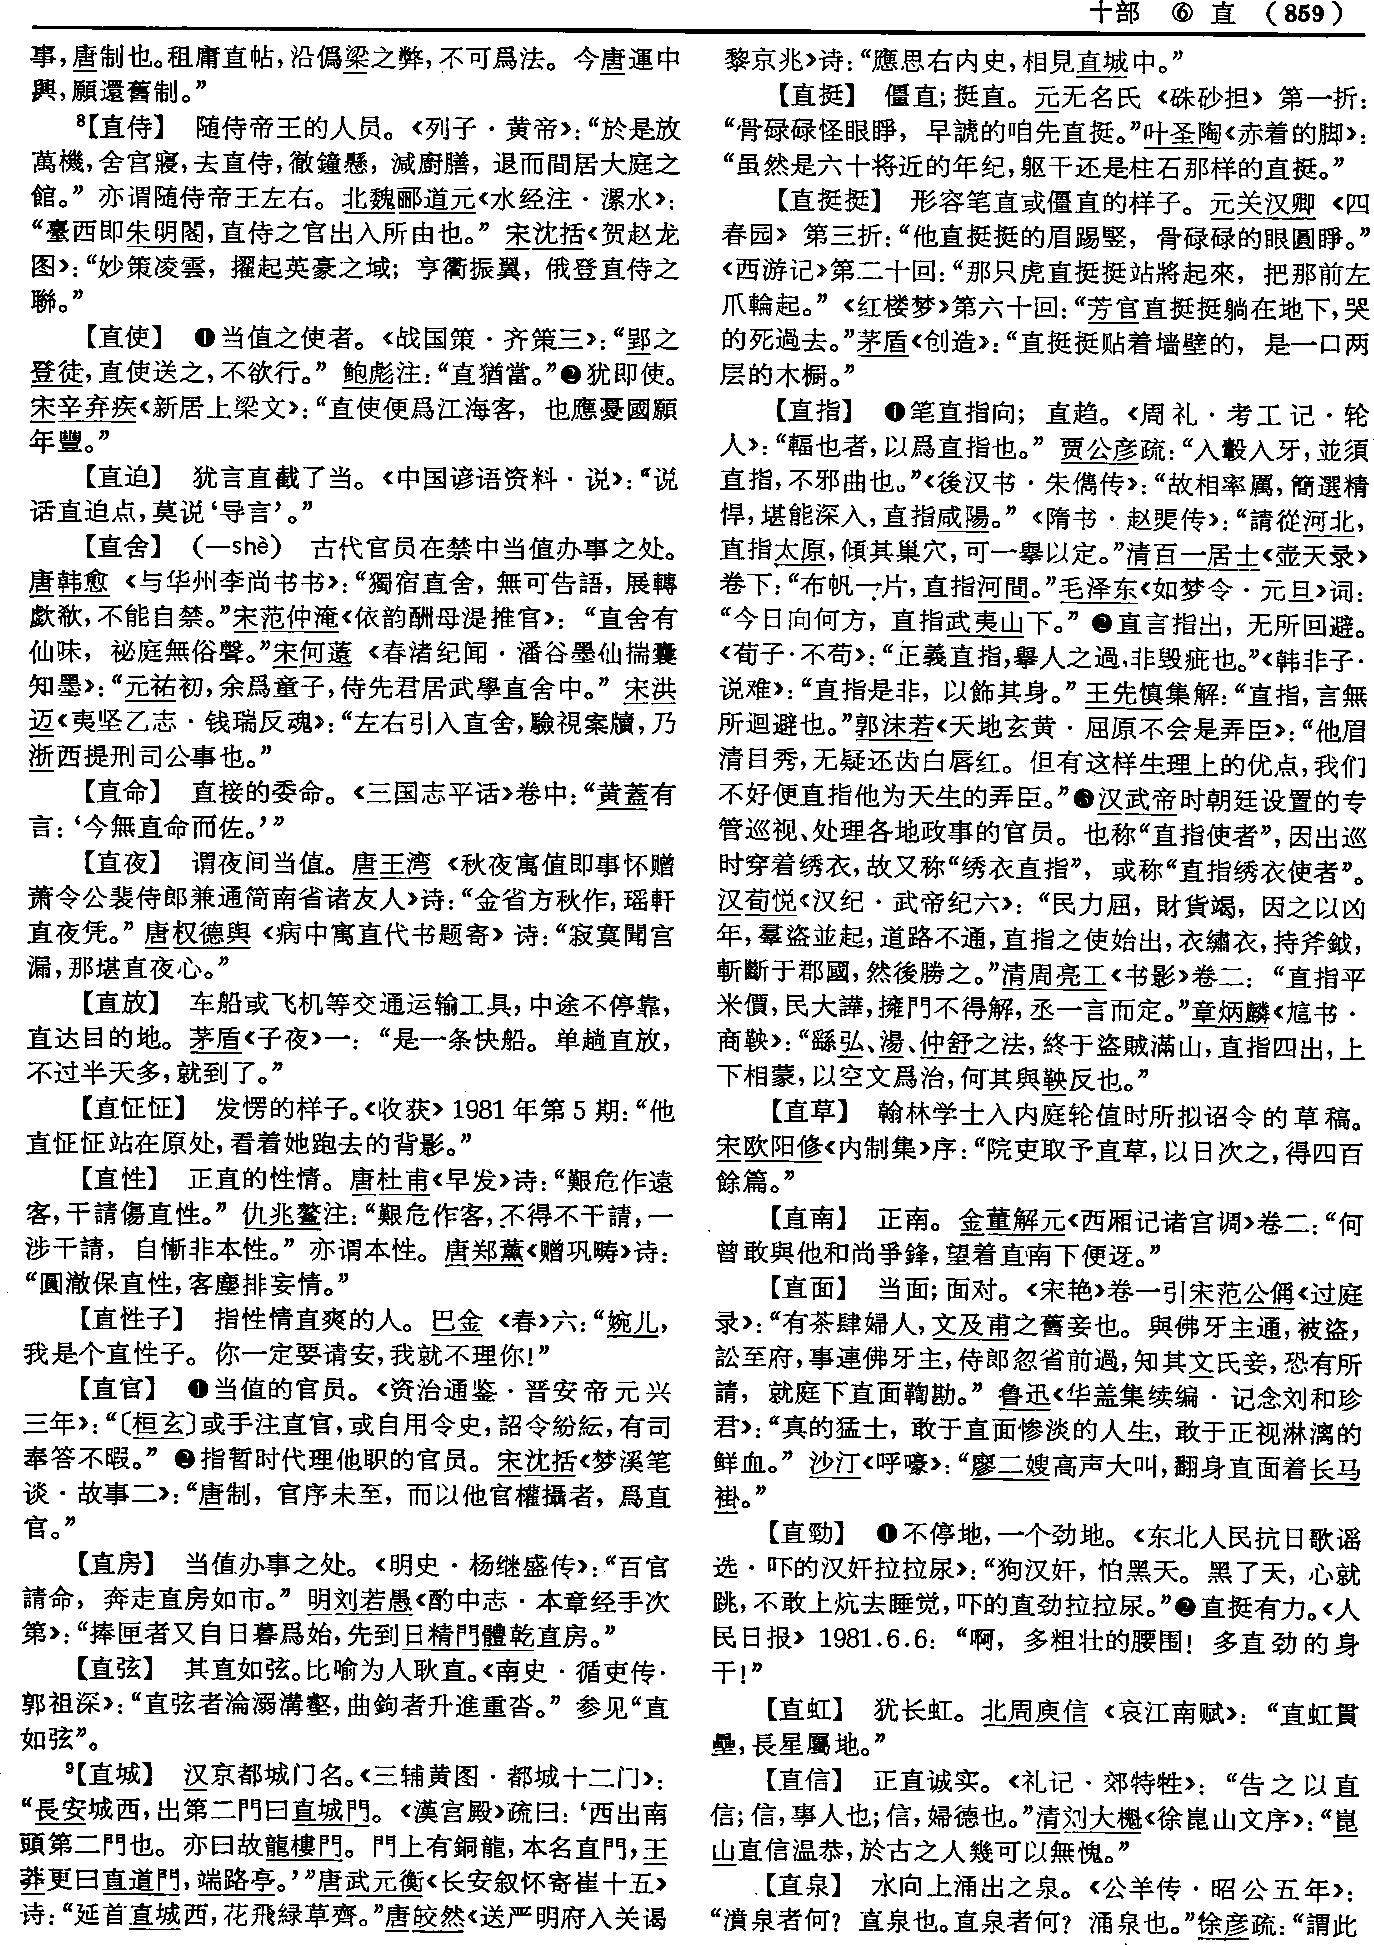 十部 ⑥ 直 （859）
事，唐制也。租庸直帖，沿僞梁之弊，不可爲法。今唐運中
興，願還舊制。”
⁸【直侍】 随侍帝王的人员。《列子·黄帝》：“於是放
萬機，舍宫寢，去直侍，徹鐘懸，減廚膳，退而間居大庭之
館。”亦谓随侍帝王左右。北魏郦道元《水经注·漯水》：
“臺西即朱明閣，直侍之官出入所由也。”宋沈括《贺赵龙
图》：“妙策凌雲，擢起英豪之域；亨衢振翼，俄登直侍之
聯。”
【直使】 ❶当值之使者。《战国策·齐策三》：“郢之
登徒，直使送之，不欲行。”鲍彪注：“直猶當。”❷犹即使。
宋辛弃疾《新居上梁文》：“直使便爲江海客，也應憂國願
年豐。”
【直迫】 犹言直截了当。《中国谚语资料·说》：“说
话直迫点，莫说‘导言’。”
【直舍】 （—shè） 古代官员在禁中当值办事之处。
唐韩愈《与华州李尚书书》：“獨宿直舍，無可告語，展轉
歔欷，不能自禁。”宋范仲淹《依韵酬母湜推官》：“直舍有
仙味，祕庭無俗聲。”宋何薳《春渚纪闻·潘谷墨仙揣囊
知墨》：“元祐初，余爲童子，侍先君居武學直舍中。”宋洪
迈《夷坚乙志·钱瑞反魂》：“左右引入直舍，驗視案牘，乃
浙西提刑司公事也。”
【直命】 直接的委命。《三国志平话》卷中：“黄蓋有
言：‘今無直命而佐。’”
【直夜】 谓夜间当值。唐王湾《秋夜寓值即事怀赠
萧令公裴侍郎兼通简南省诸友人》诗：“金省方秋作，瑶軒
直夜凭。”唐权德舆《病中寓直代书题寄》诗：“寂寞聞宫
漏，那堪直夜心。”
【直放】 车船或飞机等交通运输工具，中途不停靠，
直达目的地。茅盾《子夜》一：“是一条快船。单趟直放，
不过半天多，就到了。”
【直怔怔】 发愣的样子。《收获》1981年第5期：“他
直怔怔站在原处，看着她跑去的背影。”
【直性】 正直的性情。唐杜甫《早发》诗：“艱危作遠
客，干請傷直性。”仇兆鳌注：“艱危作客，不得不干請，一
涉干請，自慚非本性。”亦谓本性。唐郑薰《赠巩畴》诗：
“圓澈保直性，客塵排妄情。”
【直性子】 指性情直爽的人。巴金《春》六：“婉儿，
我是个直性子。你一定要请安，我就不理你！”
【直官】 ❶当值的官员。《资治通鉴·晋安帝元兴
三年》：“〔桓玄〕或手注直官，或自用令史，詔令紛紜，有司
奉答不暇。”❷指暂时代理他职的官员。宋沈括《梦溪笔
谈·故事二》：“唐制，官序未至，而以他官權攝者，爲直
官。”
【直房】 当值办事之处。《明史·杨继盛传》：“百官
請命，奔走直房如市。”明刘若愚《酌中志·本章经手次
第》：“捧匣者又自日暮爲始，先到日精門體乾直房。”
【直弦】 其直如弦。比喻为人耿直。《南史·循吏传·
郭祖深》：“直弦者淪溺溝壑，曲鉤者升進重沓。”参见“直
如弦”。
⁹【直城】 汉京都城门名。《三辅黄图·都城十二门》：
“長安城西，出第二門曰直城門。《漢宫殿》疏曰：‘西出南
頭第二門也。亦曰故龍樓門。門上有銅龍，本名直門，王
莽更曰直道門，端路亭。’”唐武元衡《长安叙怀寄崔十五》
诗：“延首直城西，花飛緑草齊。”唐皎然《送严明府入关谒
黎京兆》诗：“應思右内史，相見直城中。”
【直挺】 僵直；挺直。元无名氏《硃砂担》第一折：
“骨碌碌怪眼睜，早諕的咱先直挺。”叶圣陶《赤着的脚》：
“虽然是六十将近的年纪，躯干还是柱石那样的直挺。”
【直挺挺】 形容笔直或僵直的样子。元关汉卿《四
春园》第三折：“他直挺挺的眉踢竪，骨碌碌的眼圓睜。”
《西游记》第二十回：“那只虎直挺挺站將起來，把那前左
爪輪起。”《红楼梦》第六十回：“芳官直挺挺躺在地下，哭
的死過去。”茅盾《创造》：“直挺挺贴着墙壁的，是一口两
层的木橱。”
【直指】 ❶笔直指向；直趋。《周礼·考工记·轮
人》：“輻也者，以爲直指也。”贾公彦疏：“入轂入牙，並須
直指，不邪曲也。”《後汉书·朱儁传》：“故相率厲，簡選精
悍，堪能深入，直指咸陽。”《隋书·赵煚传》：“請從河北，
直指太原，傾其巢穴，可一擧以定。”清百一居士《壶天录》
卷下：“布帆一片，直指河間。”毛泽东《如梦令·元旦》词：
“今日向何方，直指武夷山下。”❷直言指出，无所回避。
《荀子·不苟》：“正義直指，擧人之過，非毁疵也。”《韩非子·
说难》：“直指是非，以飾其身。”王先慎集解：“直指，言無
所迴避也。”郭沫若《天地玄黄·屈原不会是弄臣》：“他眉
清目秀，无疑还齿白唇红。但有这样生理上的优点，我们
不好便直指他为天生的弄臣。”❸汉武帝时朝廷设置的专
管巡视、处理各地政事的官员。也称“直指使者”，因出巡
时穿着绣衣，故又称“绣衣直指”，或称“直指绣衣使者”。
汉荀悦《汉纪·武帝纪六》：“民力屈，財貨竭，因之以凶
年，羣盜並起，道路不通，直指之使始出，衣繡衣，持斧鉞，
斬斷于郡國，然後勝之。”清周亮工《书影》卷二：“直指平
米價，民大譁，擁門不得解，丞一言而定。”章炳麟《訄书·
商鞅》：“繇弘、湯、仲舒之法，終于盜賊滿山，直指四出，上
下相蒙，以空文爲治，何其與鞅反也。”
【直草】 翰林学士入内庭轮值时所拟诏令的草稿。
宋欧阳修《内制集》序：“院吏取予直草，以日次之，得四百
餘篇。”
【直南】 正南。金董解元《西厢记诸宫调》卷二：“何
曾敢與他和尚爭鋒，望着直南下便迓。”
【直面】 当面；面对。《宋艳》卷一引宋范公偁《过庭
录》：“有茶肆婦人，文及甫之舊妾也。與佛牙主通，被盜，
訟至府，事連佛牙主，侍郎忽省前過，知其文氏妾，恐有所
請，就庭下直面鞫勘。”鲁迅《华盖集续编·记念刘和珍
君》：“真的猛士，敢于直面惨淡的人生，敢于正视淋漓的
鲜血。”沙汀《呼嚎》：“廖二嫂高声大叫，翻身直面着长马
褂。”
【直勁】 ❶不停地，一个劲地。《东北人民抗日歌谣
选·吓的汉奸拉拉尿》：“狗汉奸，怕黑天。黑了天，心就
跳，不敢上炕去睡觉，吓的直劲拉拉尿。”❷直挺有力。《人
民日报》1981.6.6：“啊，多粗壮的腰围！多直劲的身
干！”
【直虹】 犹长虹。北周庾信《哀江南赋》：“直虹貫
壘，長星屬地。”
【直信】 正直诚实。《礼记·郊特牲》：“告之以直
信；信，事人也；信，婦德也。”清刘大櫆《徐崑山文序》：“崑
山直信温恭，於古之人幾可以無愧。”
【直泉】 水向上涌出之泉。《公羊传·昭公五年》：
“濆泉者何？直泉也。直泉者何？涌泉也。”徐彦疏：“謂此